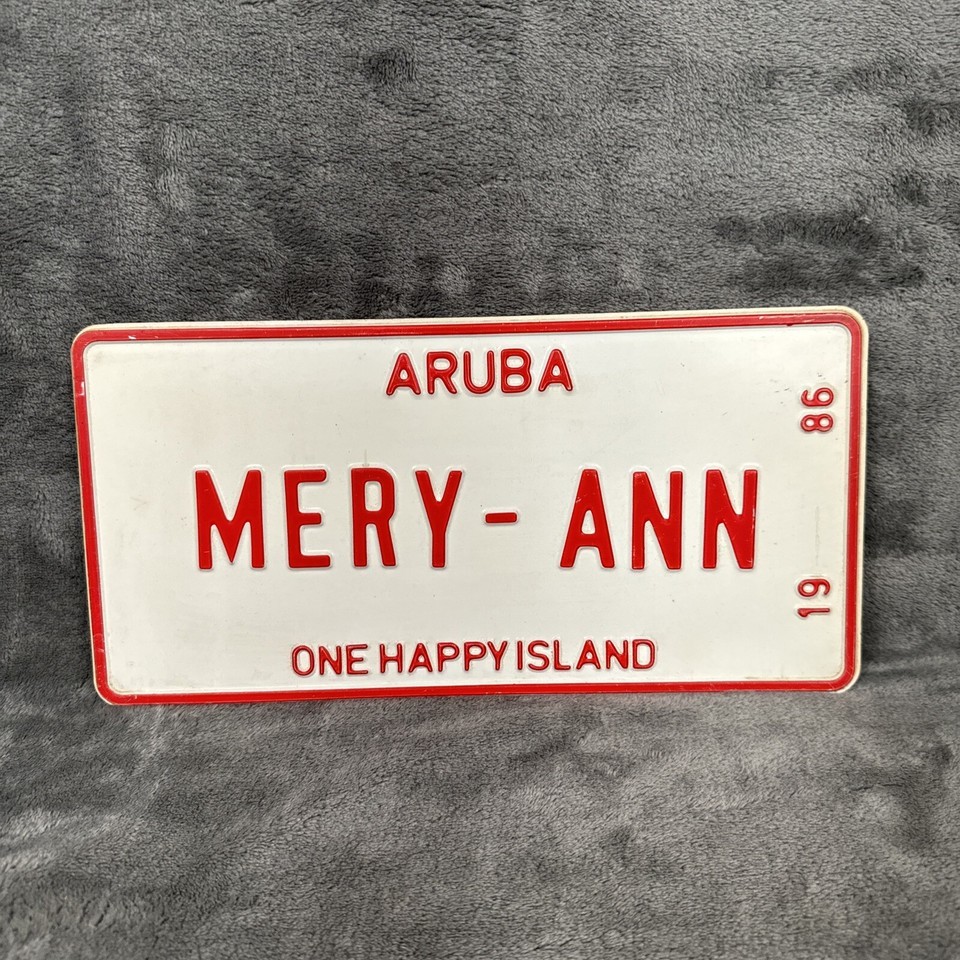 ARUBA
MERY-ANN
ONE HAPPY ISLAND
19 86